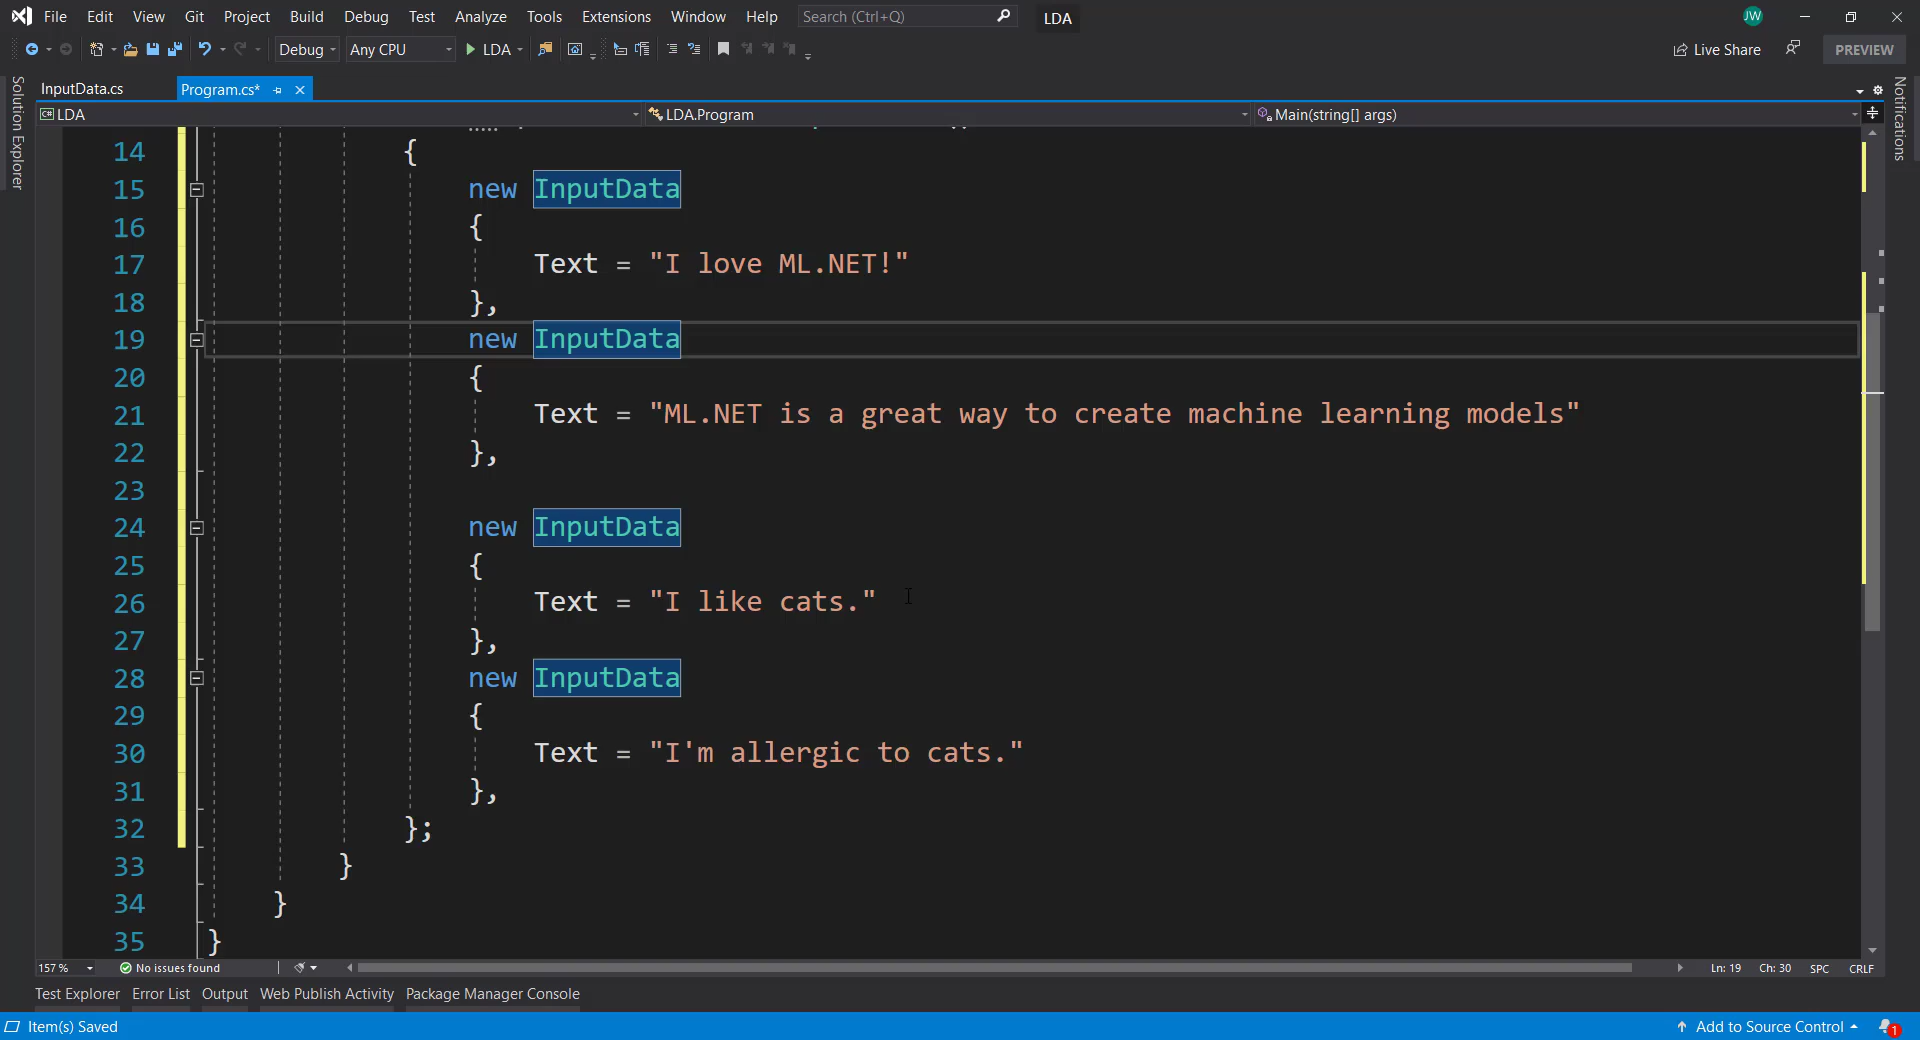 File Edit View Git Project Build Debug Test Analyze Tools Extensions Window Help Search (Ctrl+Q) LDA JW
Debug Any CPU LDA Live Share PREVIEW
Solution Explorer
Notifications
InputData.cs Program.cs*
C# LDA LDA.Program Main(string[] args)
14 {
15 new InputData
16 {
17 Text = "I love ML.NET!"
18 },
19 new InputData
20 {
21 Text = "ML.NET is a great way to create machine learning models"
22 },
23
24 new InputData
25 {
26 Text = "I like cats."
27 },
28 new InputData
29 {
30 Text = "I'm allergic to cats."
31 },
32 };
33 }
34 }
35 }
157 % No issues found Ln: 19 Ch: 30 SPC CRLF
Test Explorer Error List Output Web Publish Activity Package Manager Console
Item(s) Saved Add to Source Control 1